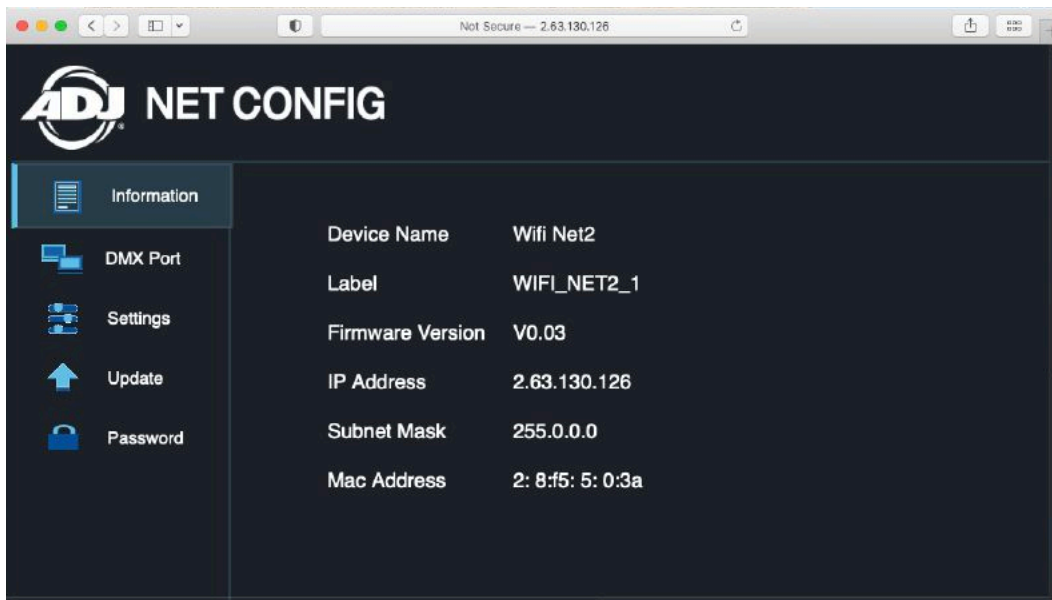 Not Secure — 2.63.130.126
ADJ NET CONFIG
Information
DMX Port
Settings
Update
Password
Device Name Wifi Net2
Label WIFI_NET2_1
Firmware Version V0.03
IP Address 2.63.130.126
Subnet Mask 255.0.0.0
Mac Address 2: 8:f5: 5: 0:3a